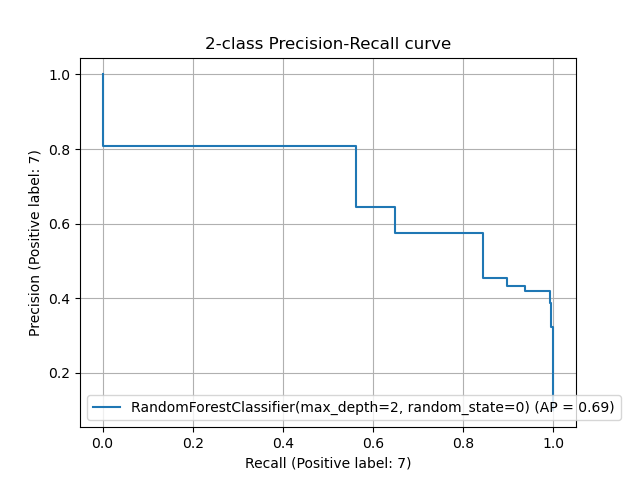 2-class Precision-Recall curve
1.0
0.8
0.6
0.4
0.2
Precision (Positive label: 7)
RandomForestClassifier(max_depth=2, random_state=0) (AP = 0.69)
0.0 0.2 0.4 0.6 0.8 1.0
Recall (Positive label: 7)